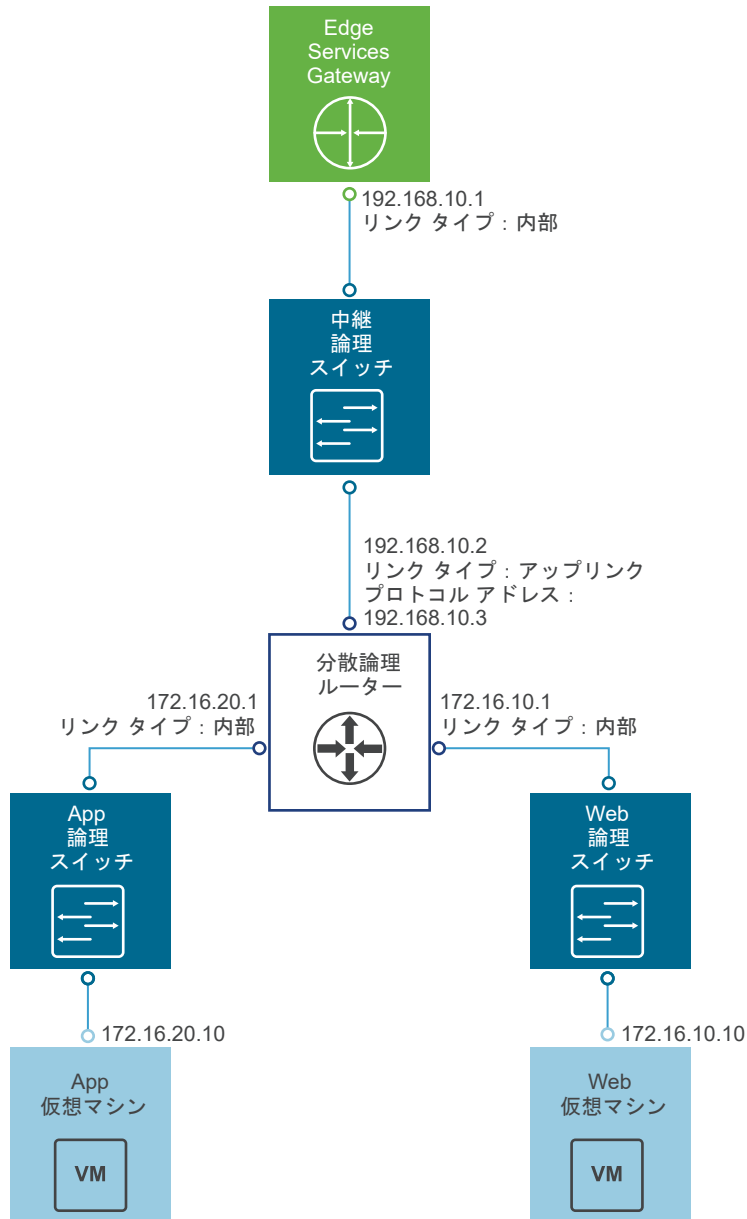 Edge
Services
Gateway
192.168.10.1
リンク タイプ：内部
中継
論理
スイッチ
192.168.10.2
リンク タイプ：アップリンク
プロトコル アドレス：
192.168.10.3
分散論理
ルーター
172.16.20.1
リンク タイプ：内部
172.16.10.1
リンク タイプ：内部
App
論理
スイッチ
Web
論理
スイッチ
172.16.20.10
172.16.10.10
App
仮想マシン
VM
Web
仮想マシン
VM